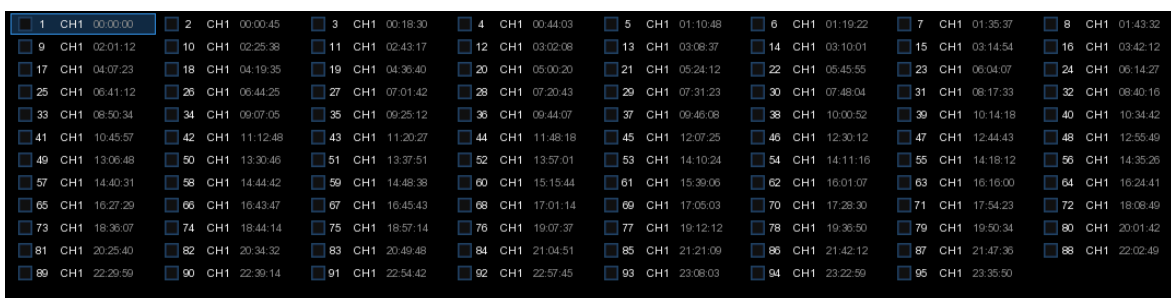 1 CH1 00:00:00 2 CH1 00:00:45 3 CH1 00:18:30 4 CH1 00:44:03 5 CH1 01:10:48 6 CH1 01:19:22 7 CH1 01:35:37 8 CH1 01:43:32
9 CH1 02:01:12 10 CH1 02:25:38 11 CH1 02:43:17 12 CH1 03:02:08 13 CH1 03:08:37 14 CH1 03:10:01 15 CH1 03:14:54 16 CH1 03:42:12
17 CH1 04:07:23 18 CH1 04:19:35 19 CH1 04:36:40 20 CH1 05:00:20 21 CH1 05:24:12 22 CH1 05:45:55 23 CH1 06:04:07 24 CH1 06:14:27
25 CH1 06:41:12 26 CH1 06:44:25 27 CH1 07:01:42 28 CH1 07:20:43 29 CH1 07:31:23 30 CH1 07:48:04 31 CH1 08:17:33 32 CH1 08:40:16
33 CH1 08:50:34 34 CH1 09:07:05 35 CH1 09:25:12 36 CH1 09:44:07 37 CH1 09:46:08 38 CH1 10:00:52 39 CH1 10:14:18 40 CH1 10:34:42
41 CH1 10:45:57 42 CH1 11:12:48 43 CH1 11:20:27 44 CH1 11:48:18 45 CH1 12:07:25 46 CH1 12:30:12 47 CH1 12:44:43 48 CH1 12:55:49
49 CH1 13:06:48 50 CH1 13:30:46 51 CH1 13:37:51 52 CH1 13:57:01 53 CH1 14:10:24 54 CH1 14:11:16 55 CH1 14:18:12 56 CH1 14:35:26
57 CH1 14:40:31 58 CH1 14:44:42 59 CH1 14:48:38 60 CH1 15:15:44 61 CH1 15:39:06 62 CH1 16:01:07 63 CH1 16:16:00 64 CH1 16:24:41
65 CH1 16:27:29 66 CH1 16:43:47 67 CH1 16:45:43 68 CH1 17:01:14 69 CH1 17:05:03 70 CH1 17:28:30 71 CH1 17:54:23 72 CH1 18:08:49
73 CH1 18:36:07 74 CH1 18:44:14 75 CH1 18:57:14 76 CH1 19:07:37 77 CH1 19:12:12 78 CH1 19:36:50 79 CH1 19:50:34 80 CH1 20:01:42
81 CH1 20:25:40 82 CH1 20:34:32 83 CH1 20:49:48 84 CH1 21:04:51 85 CH1 21:21:09 86 CH1 21:42:12 87 CH1 21:47:36 88 CH1 22:02:49
89 CH1 22:29:59 90 CH1 22:39:14 91 CH1 22:54:42 92 CH1 22:57:45 93 CH1 23:08:03 94 CH1 23:22:59 95 CH1 23:35:50